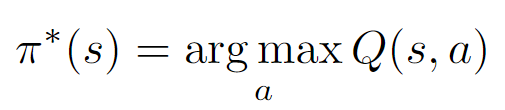 π*(s) = arg max Q(s, a)
a